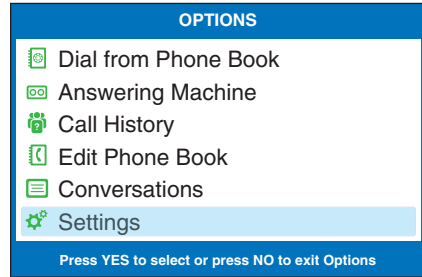 OPTIONS
Dial from Phone Book
Answering Machine
Call History
Edit Phone Book
Conversations
Settings
Press YES to select or press NO to exit Options